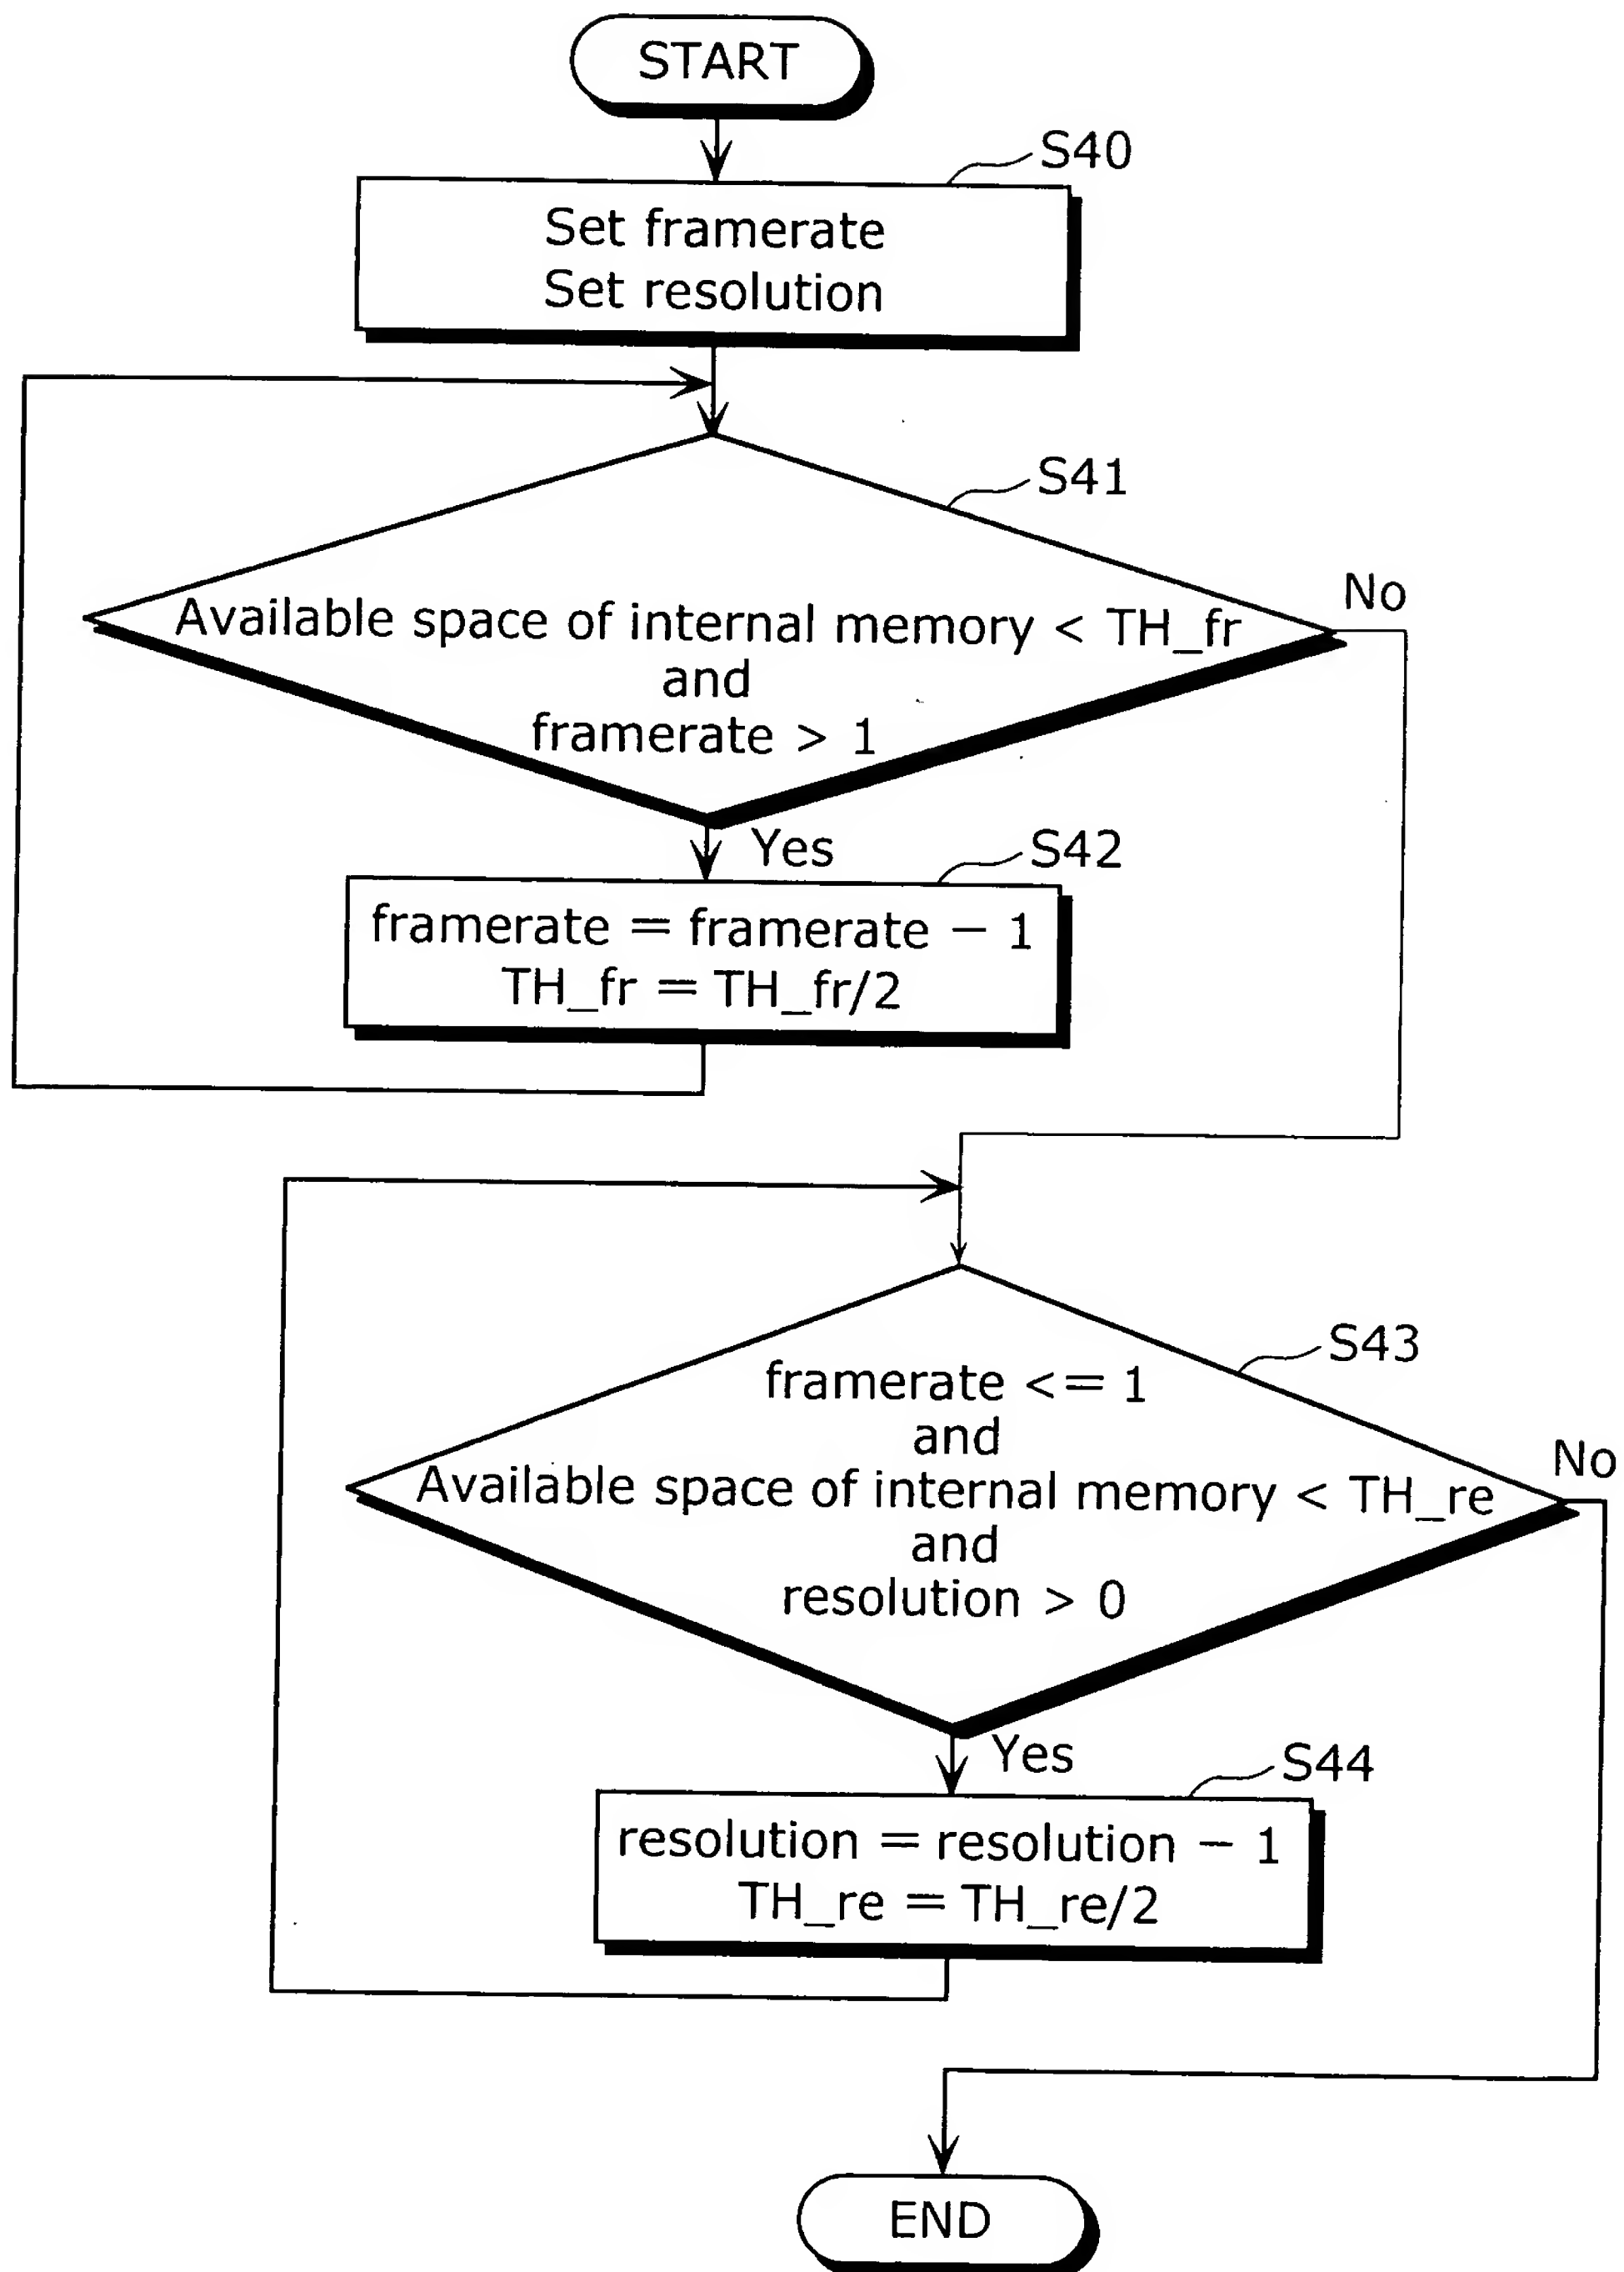 START
S40
Set framerate
Set resolution
S41
No
Available space of internal memory < TH_fr
and
framerate > 1
Yes
S42
framerate = framerate − 1
TH_fr = TH_fr/2
S43
framerate <= 1
and
No
Available space of internal memory < TH_re
and
resolution > 0
Yes
S44
resolution = resolution − 1
TH_re = TH_re/2
END